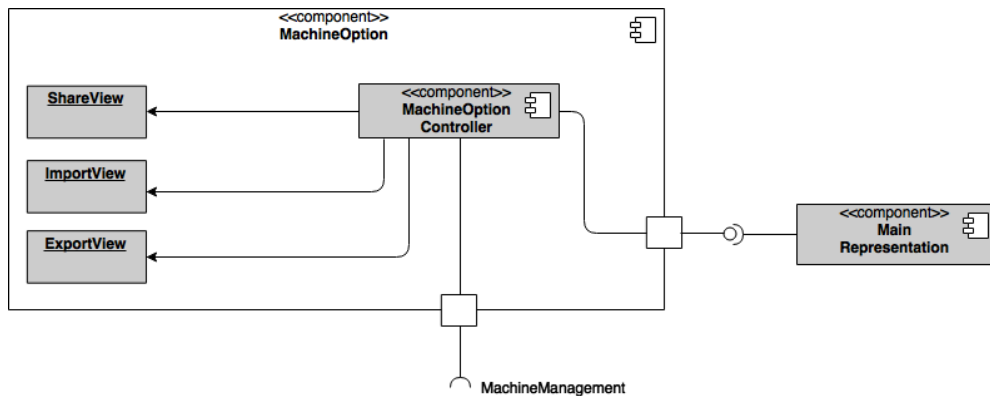 <<component>>
MachineOption
ShareView
<<component>>
MachineOption
Controller
ImportView
ExportView
<<component>>
Main
Representation
MachineManagement